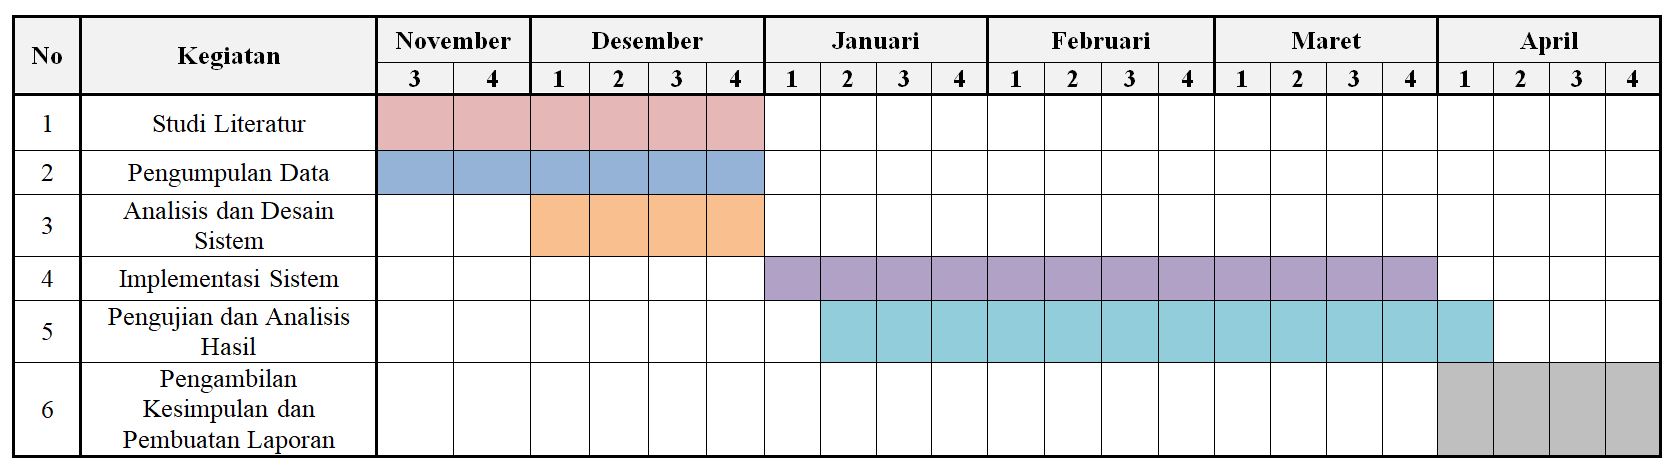 No Kegiatan November Desember Januari Februari Maret April
3 4 1 2 3 4 1 2 3 4 1 2 3 4 1 2 3 4 1 2 3 4
1 Studi Literatur
2 Pengumpulan Data
3 Analisis dan Desain
Sistem
4 Implementasi Sistem
5 Pengujian dan Analisis
Hasil
6 Pengambilan
Kesimpulan dan
Pembuatan Laporan